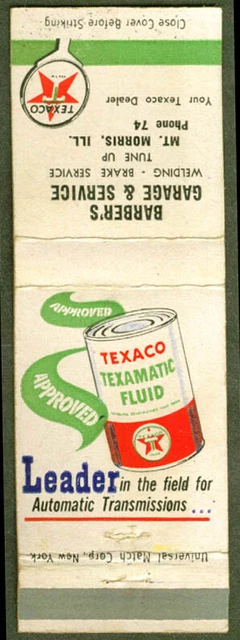 Close Cover Before Striking
TEXACO
T
Your Texaco Dealer
Phone 74
MT. MORRIS, ILL.
TUNE UP
WELDING - BRAKE SERVICE
BARBER'S
GARAGE & SERVICE
APPROVED
APPROVED
TEXACO
TEXAMATIC
FLUID
TEXACO
T
Leader in the field for
Automatic Transmissions...
Universal Match Corp., New York